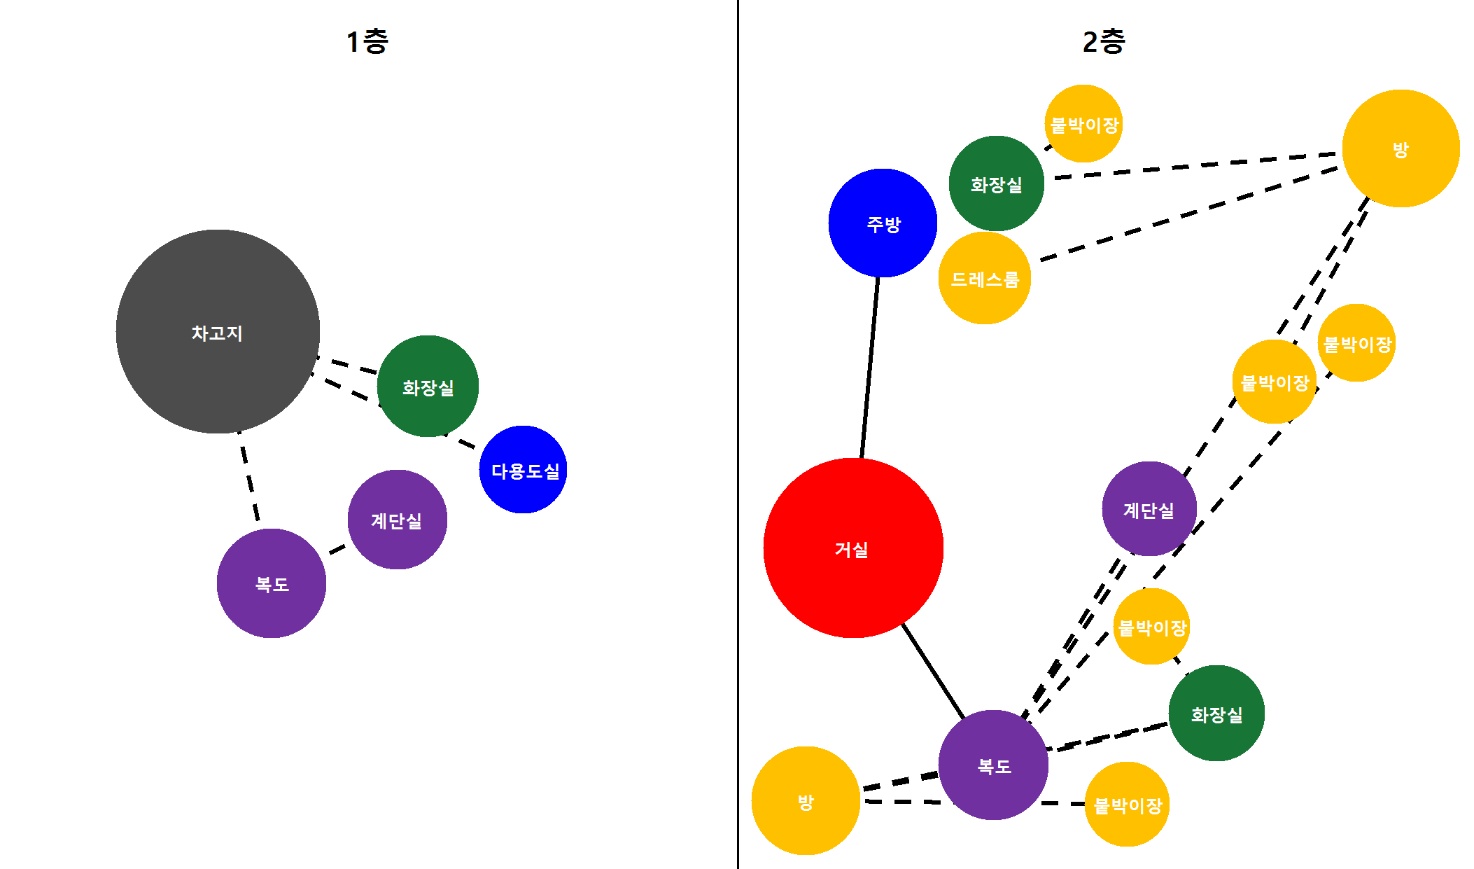 1층
차고지
화장실
다용도실
계단실
복도
2층
붙박이장
방
화장실
주방
드레스룸
붙박이장
붙박이장
계단실
거실
붙박이장
화장실
복도
방
붙박이장